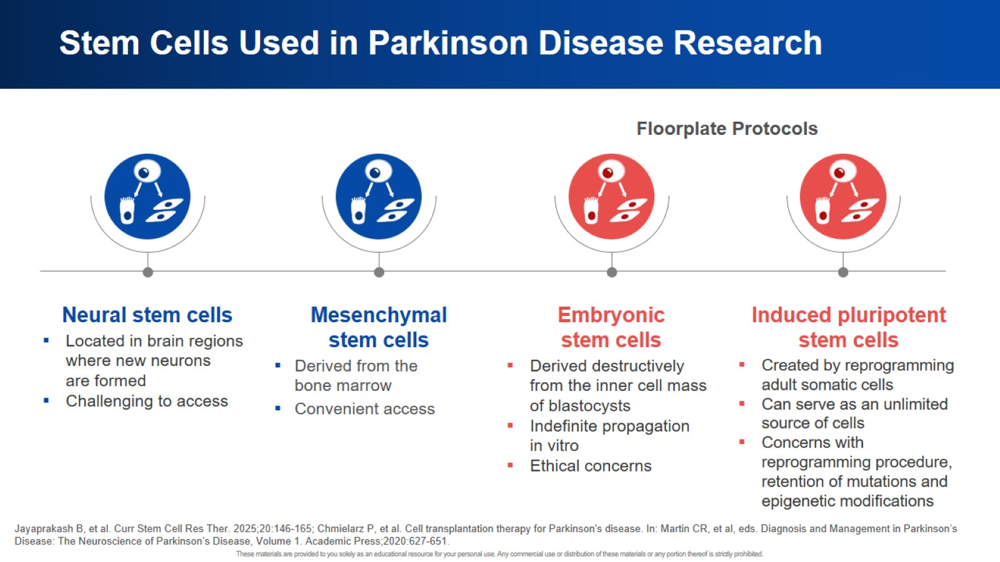 Stem Cells Used in Parkinson Disease Research
Floorplate Protocols
Neural stem cells
▪ Located in brain regions
where new neurons
are formed
▪ Challenging to access
Mesenchymal
stem cells
▪ Derived from the
bone marrow
▪ Convenient access
Embryonic
stem cells
▪ Derived destructively
from the inner cell mass
of blastocysts
▪ Indefinite propagation
in vitro
▪ Ethical concerns
Induced pluripotent
stem cells
▪ Created by reprogramming
adult somatic cells
▪ Can serve as an unlimited
source of cells
▪ Concerns with
reprogramming procedure,
retention of mutations and
epigenetic modifications
Jayaprakash B, et al. Curr Stem Cell Res Ther. 2025;20:146-165; Chmielarz P, et al. Cell transplantation therapy for Parkinson's disease. In: Martin CR, et al, eds. Diagnosis and Management in Parkinson’s
Disease: The Neuroscience of Parkinson’s Disease, Volume 1. Academic Press;2020:627-651.
These materials are provided to you solely as an educational resource for your personal use. Any commercial use or distribution of these materials or any portion thereof is strictly prohibited.